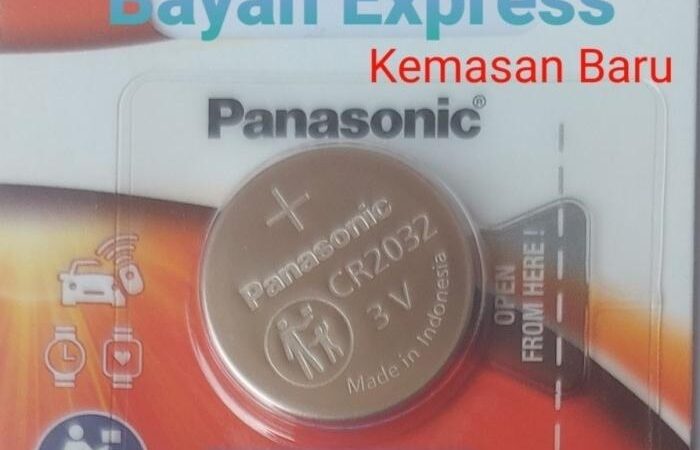 Bayan Express
Kemasan Baru
Panasonic®
+
Panasonic
CR2032
3 V
Made in Indonesia
OPEN
FROM HERE !